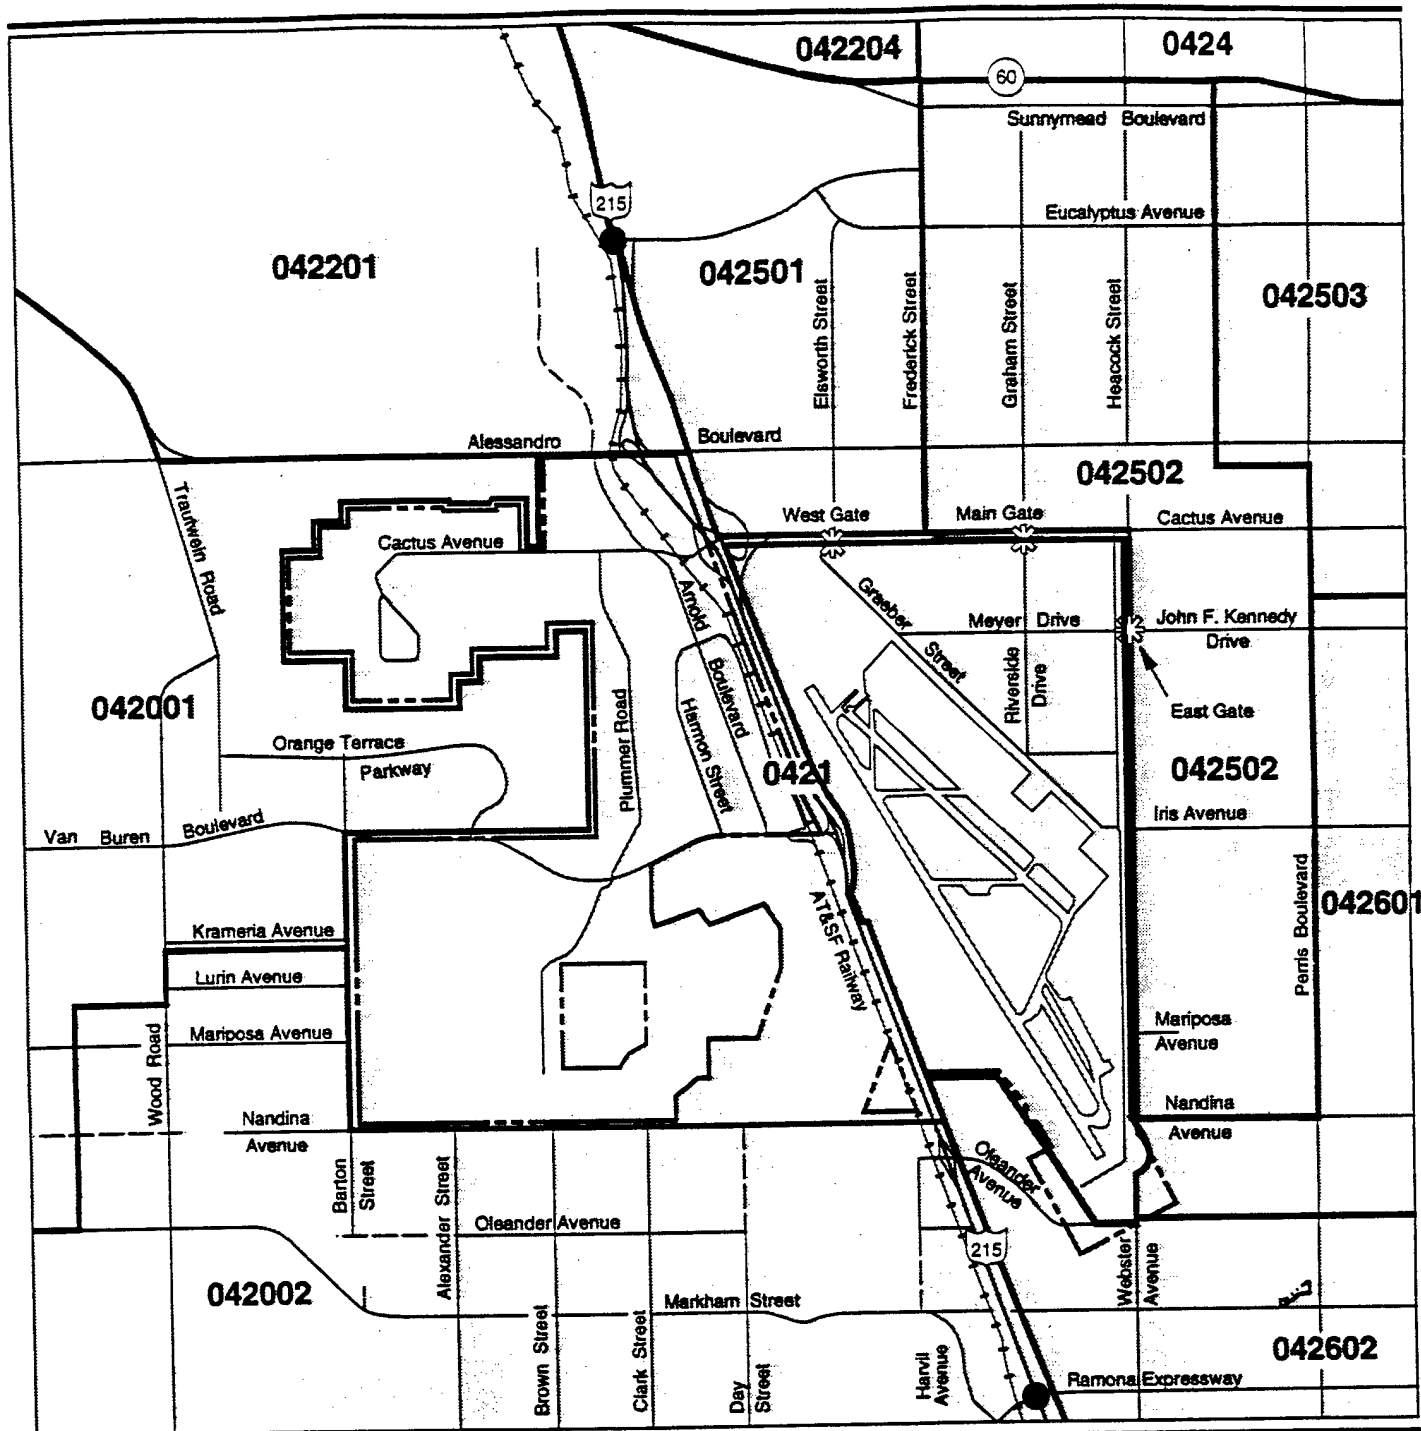 042204
0424
60
Sunnymead Boulevard
215
Eucalyptus Avenue
042201
042501
042503
Elsworth Street
Frederick Street
Graham Street
Heacock Street
Alessandro
Boulevard
042502
Trautwein Road
West Gate
Main Gate
Cactus Avenue
Cactus Avenue
Arnold
Boulevard
Graeber
Street
Meyer Drive
John F. Kennedy
Drive
Riverside
Drive
East Gate
042001
Harmon Street
Plummer Road
Orange Terrace
Parkway
0421
042502
Iris Avenue
Van Buren Boulevard
Perris Boulevard
042601
AT&SF Railway
Krameria Avenue
Lurin Avenue
Mariposa Avenue
Wood Road
Mariposa
Avenue
Nandina
Avenue
Nandina
Avenue
Barton
Street
Alexander Street
Oleander
Avenue
Oleander Avenue
215
Webster
Avenue
042002
Markham Street
Brown Street
Clark Street
Day
Street
Harvil
Avenue
042602
Ramona Expressway